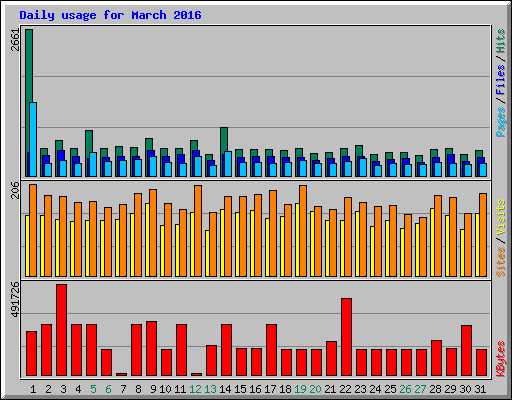 Daily usage for March 2016
2661
Pages / Files / Hits
206
Sites / Visits
491726
KBytes
1 2 3 4 5 6 7 8 9 10 11 12 13 14 15 16 17 18 19 20 21 22 23 24 25 26 27 28 29 30 31